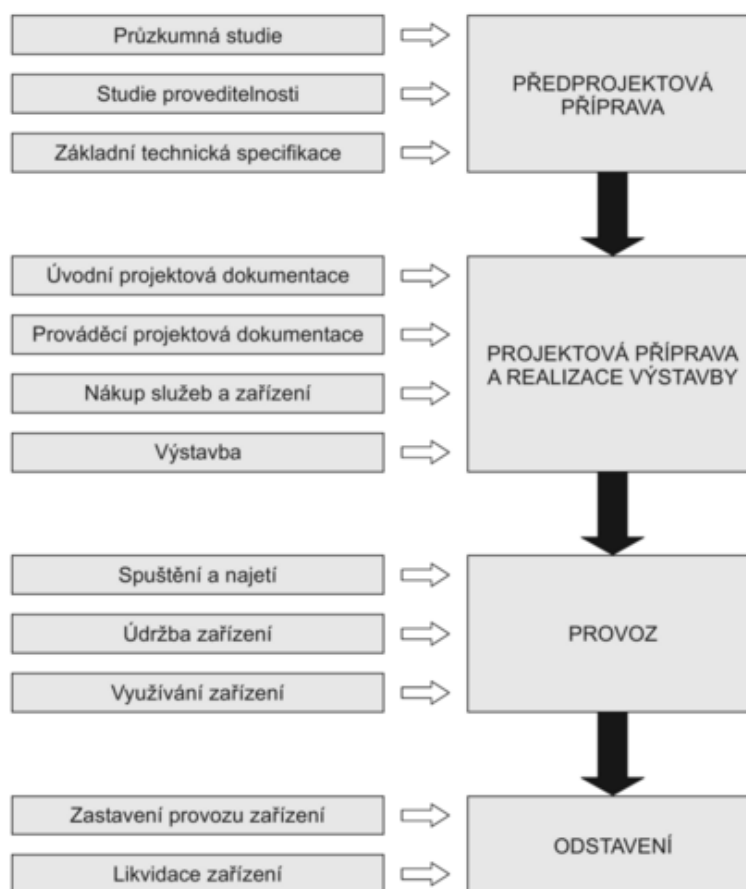 Průzkumná studie
Studie proveditelnosti
Základní technická specifikace
PŘEDPROJEKTOVÁ
PŘÍPRAVA
Úvodní projektová dokumentace
Prováděcí projektová dokumentace
Nákup služeb a zařízení
Výstavba
PROJEKTOVÁ PŘÍPRAVA
A REALIZACE VÝSTAVBY
Spuštění a najetí
Údržba zařízení
Využívání zařízení
PROVOZ
Zastavení provozu zařízení
Likvidace zařízení
ODSTAVENÍ